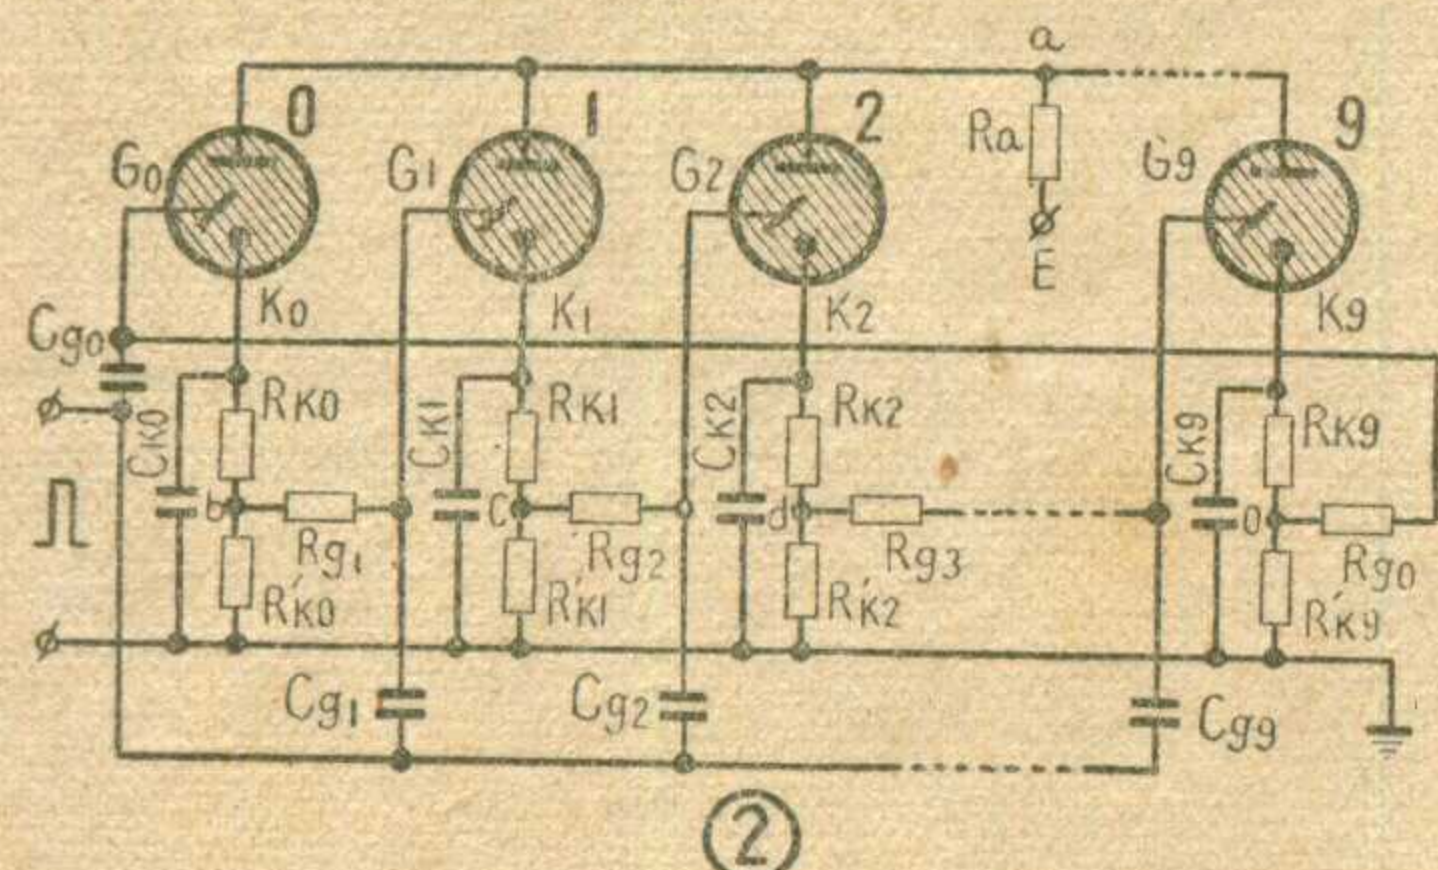 a
0 1 2 9
G0 G1 G2 Ra G9
E
K0 K1 K2 K9
Cg0
RK0 RK1 RK2 RK9
CK0 CK1 CK2 CK9
b c d 0
Rg1 Rg2 Rg3 Rg0
R'K0 R'K1 R'K2 R'K9
Cg1 Cg2 Cg9
2